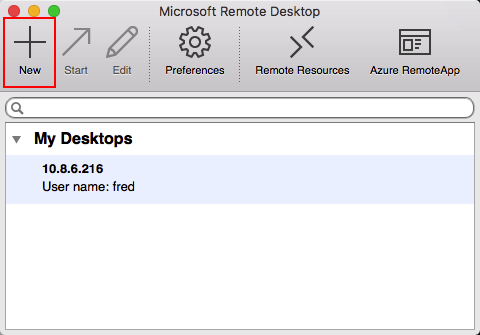 Microsoft Remote Desktop
New Start Edit Preferences Remote Resources Azure RemoteApp
My Desktops
10.8.6.216
User name: fred